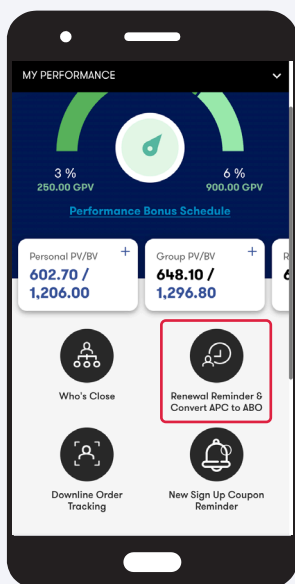 MY PERFORMANCE
3 %
6 %
250.00 GPV
900.00 GPV
Performance Bonus Schedule
Personal PV/BV +
Group PV/BV +
602.70 /
1,206.00
648.10 /
1,296.80
Who's Close
Renewal Reminder &
Convert APC to ABO
Downline Order
Tracking
New Sign Up Coupon
Reminder